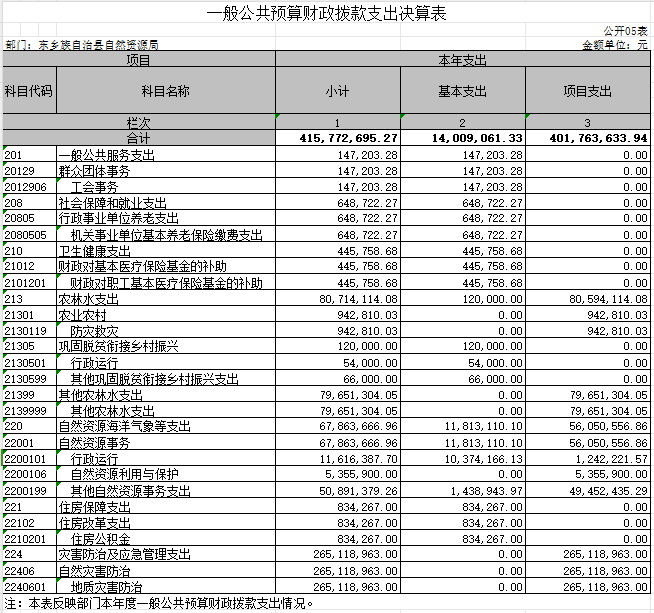 一般公共预算财政拨款支出决算表
公开05表
部门：东乡族自治县自然资源局 金额单位：元
项目 本年支出
科目代码 科目名称 小计 基本支出 项目支出
栏次 1 2 3
合计 415,772,695.27 14,009,061.33 401,763,633.94
201 一般公共服务支出 147,203.28 147,203.28 0.00
20129 群众团体事务 147,203.28 147,203.28 0.00
2012906 工会事务 147,203.28 147,203.28 0.00
208 社会保障和就业支出 648,722.27 648,722.27 0.00
20805 行政事业单位养老支出 648,722.27 648,722.27 0.00
2080505 机关事业单位基本养老保险缴费支出 648,722.27 648,722.27 0.00
210 卫生健康支出 445,758.68 445,758.68 0.00
21012 财政对基本医疗保险基金的补助 445,758.68 445,758.68 0.00
2101201 财政对职工基本医疗保险基金的补助 445,758.68 445,758.68 0.00
213 农林水支出 80,714,114.08 120,000.00 80,594,114.08
21301 农业农村 942,810.03 0.00 942,810.03
2130119 防灾救灾 942,810.03 0.00 942,810.03
21305 巩固脱贫衔接乡村振兴 120,000.00 120,000.00 0.00
2130501 行政运行 54,000.00 54,000.00 0.00
2130599 其他巩固脱贫衔接乡村振兴支出 66,000.00 66,000.00 0.00
21399 其他农林水支出 79,651,304.05 0.00 79,651,304.05
2139999 其他农林水支出 79,651,304.05 0.00 79,651,304.05
220 自然资源海洋气象等支出 67,863,666.96 11,813,110.10 56,050,556.86
22001 自然资源事务 67,863,666.96 11,813,110.10 56,050,556.86
2200101 行政运行 11,616,387.70 10,374,166.13 1,242,221.57
2200106 自然资源利用与保护 5,355,900.00 0.00 5,355,900.00
2200199 其他自然资源事务支出 50,891,379.26 1,438,943.97 49,452,435.29
221 住房保障支出 834,267.00 834,267.00 0.00
22102 住房改革支出 834,267.00 834,267.00 0.00
2210201 住房公积金 834,267.00 834,267.00 0.00
224 灾害防治及应急管理支出 265,118,963.00 0.00 265,118,963.00
22406 自然灾害防治 265,118,963.00 0.00 265,118,963.00
2240601 地质灾害防治 265,118,963.00 0.00 265,118,963.00
注：本表反映部门本年度一般公共预算财政拨款支出情况。